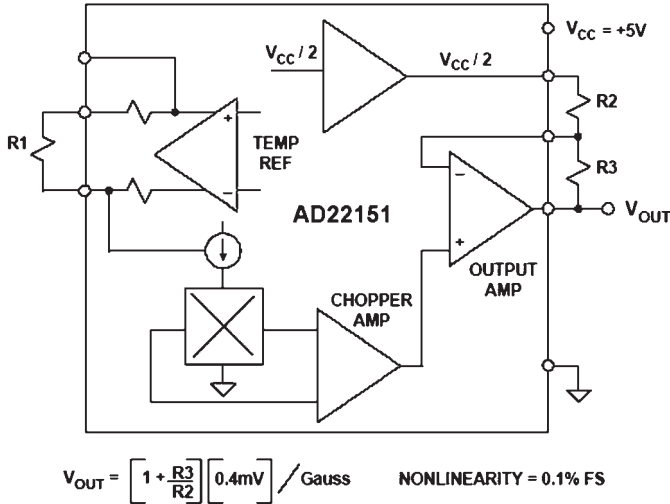 V_CC = +5V
V_CC / 2
V_CC / 2
R2
R1
+
TEMP
REF
−
R3
−
V_OUT
AD22151
+
OUTPUT
AMP
CHOPPER
AMP
V_OUT = [1 + R3/R2] [0.4mV] / Gauss
NONLINEARITY = 0.1% FS